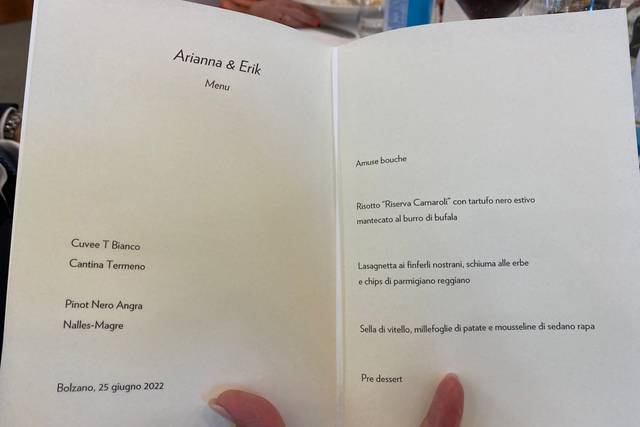 Arianna & Erik
Menu
Cuvee T Bianco
Cantina Termeno
Pinot Nero Angra
Nalles-Magre
Bolzano, 25 giugno 2022
Amuse bouche
Risotto “Riserva Carnaroli” con tartufo nero estivo
mantecato al burro di bufala
Lasagnetta ai finferli nostrani, schiuma alle erbe
e chips di parmigiano reggiano
Sella di vitello, millefoglie di patate e mousseline di sedano rapa
Pre dessert